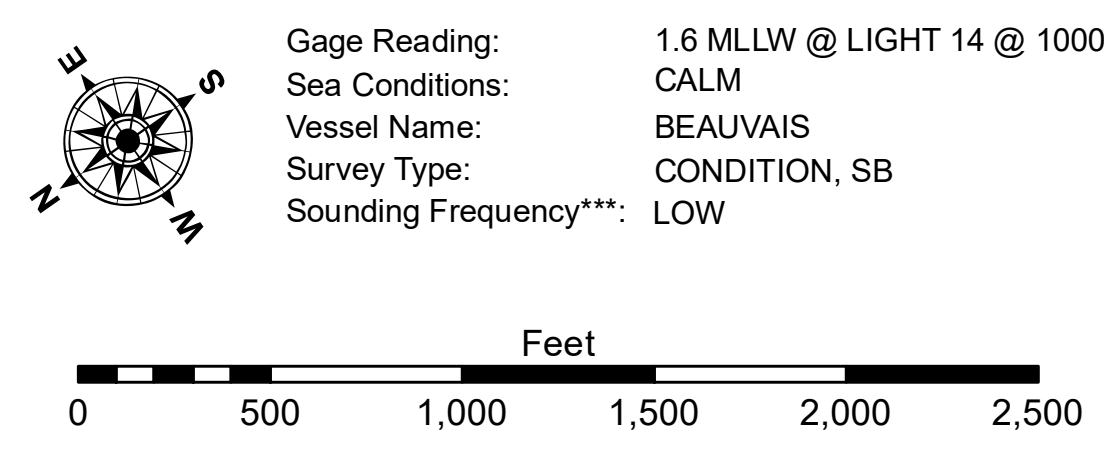 E
S
N
W
Gage Reading: 1.6 MLLW @ LIGHT 14 @ 1000
Sea Conditions: CALM
Vessel Name: BEAUVAIS
Survey Type: CONDITION, SB
Sounding Frequency***: LOW
Feet
0 500 1,000 1,500 2,000 2,500